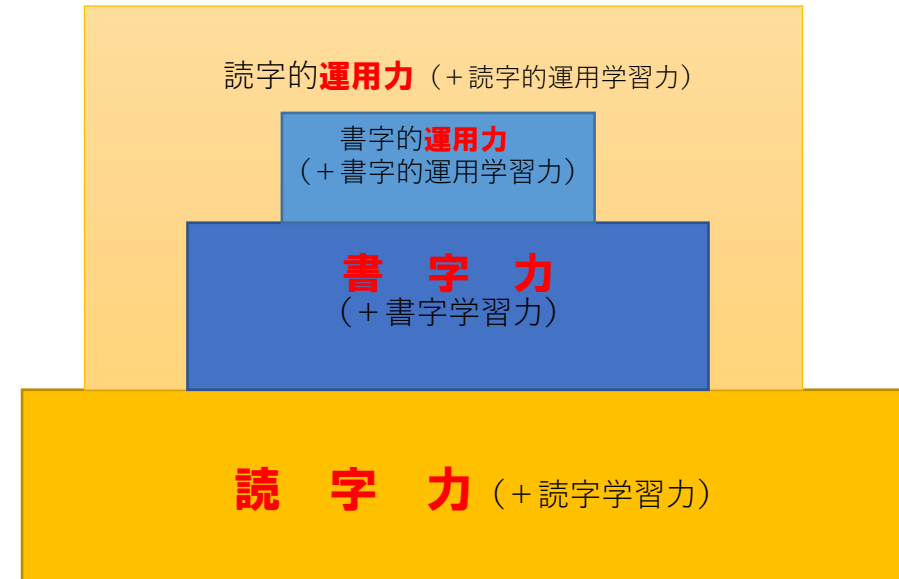 読字的運用力（＋読字的運用学習力）
書字的運用力
（＋書字的運用学習力）
書　字　力
（＋書字学習力）
読　字　力（＋読字学習力）